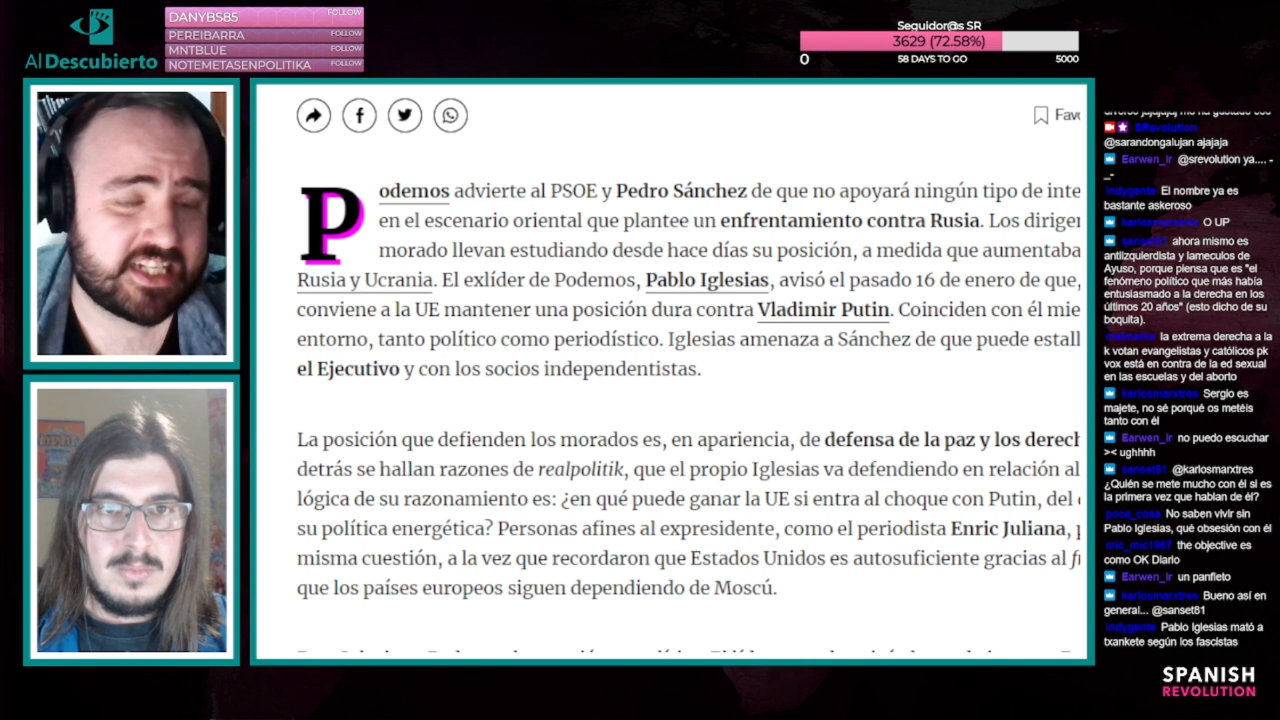 Al Descubierto
DANYBS85 FOLLOW
PEREIBARRA FOLLOW
MNTBLUE FOLLOW
NOTEMETASENPOLITIKA FOLLOW
Seguidor@s SR
3629 (72.58%)
0 58 DAYS TO GO 5000
Favo
Podemos advierte al PSOE y Pedro Sánchez de que no apoyará ningún tipo de inte
en el escenario oriental que plantee un enfrentamiento contra Rusia. Los dirigen
morado llevan estudiando desde hace días su posición, a medida que aumentaba
Rusia y Ucrania. El exlíder de Podemos, Pablo Iglesias, avisó el pasado 16 de enero de que,
conviene a la UE mantener una posición dura contra Vladimir Putin. Coinciden con él mie
entorno, tanto político como periodístico. Iglesias amenaza a Sánchez de que puede estall
el Ejecutivo y con los socios independentistas.
La posición que defienden los morados es, en apariencia, de defensa de la paz y los derech
detrás se hallan razones de realpolitik, que el propio Iglesias va defendiendo en relación al
lógica de su razonamiento es: ¿en qué puede ganar la UE si entra al choque con Putin, del
su política energética? Personas afines al expresidente, como el periodista Enric Juliana, p
misma cuestión, a la vez que recordaron que Estados Unidos es autosuficiente gracias al fr
que los países europeos siguen dependiendo de Moscú.
SRevolution
@sarandongalujan ajajaja
Earwen_ir @srevolution ya.... -
_-
indygente El nombre ya es
bastante askeroso
karlosmarxtres O UP
sanset81 ahora mismo es
antiizquierdista y lameculos de
Ayuso, porque piensa que es "el
fenómeno político que más había
entusiasmado a la derecha en los
últimos 20 años" (esto dicho de su
boquita).
la extrema derecha a la
k votan evangelistas y católicos pk
vox está en contra de la ed sexual
en las escuelas y del aborto
karlosmarxtres Sergio es
majete, no sé porqué os metéis
tanto con él
Earwen_ir no puedo escuchar
>< ughhhh
sanset81 @karlosmarxtres
¿Quién se mete mucho con él si es
la primera vez que hablan de él?
poca_cosa No saben vivir sin
Pablo Iglesias, qué obsesión con él
the objective es
como OK Diario
Earwen_ir un panfleto
karlosmarxtres Bueno así en
general... @sanset81
indygente Pablo Iglesias mató a
txankete según los fascistas
SPANISH
REVOLUTION